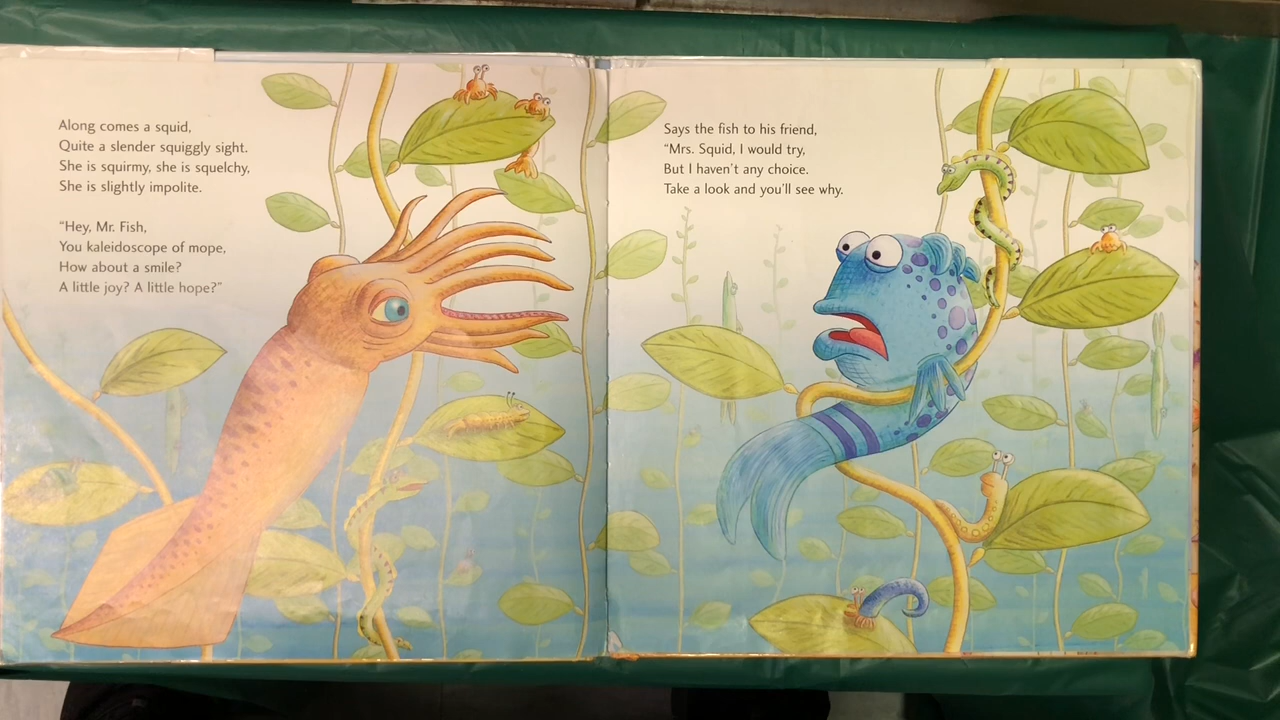 Along comes a squid,
Quite a slender squiggly sight.
She is squirmy, she is squelchy,
She is slightly impolite.
“Hey, Mr. Fish,
You kaleidoscope of mope,
How about a smile?
A little joy? A little hope?”
Says the fish to his friend,
“Mrs. Squid, I would try,
But I haven’t any choice.
Take a look and you’ll see why.